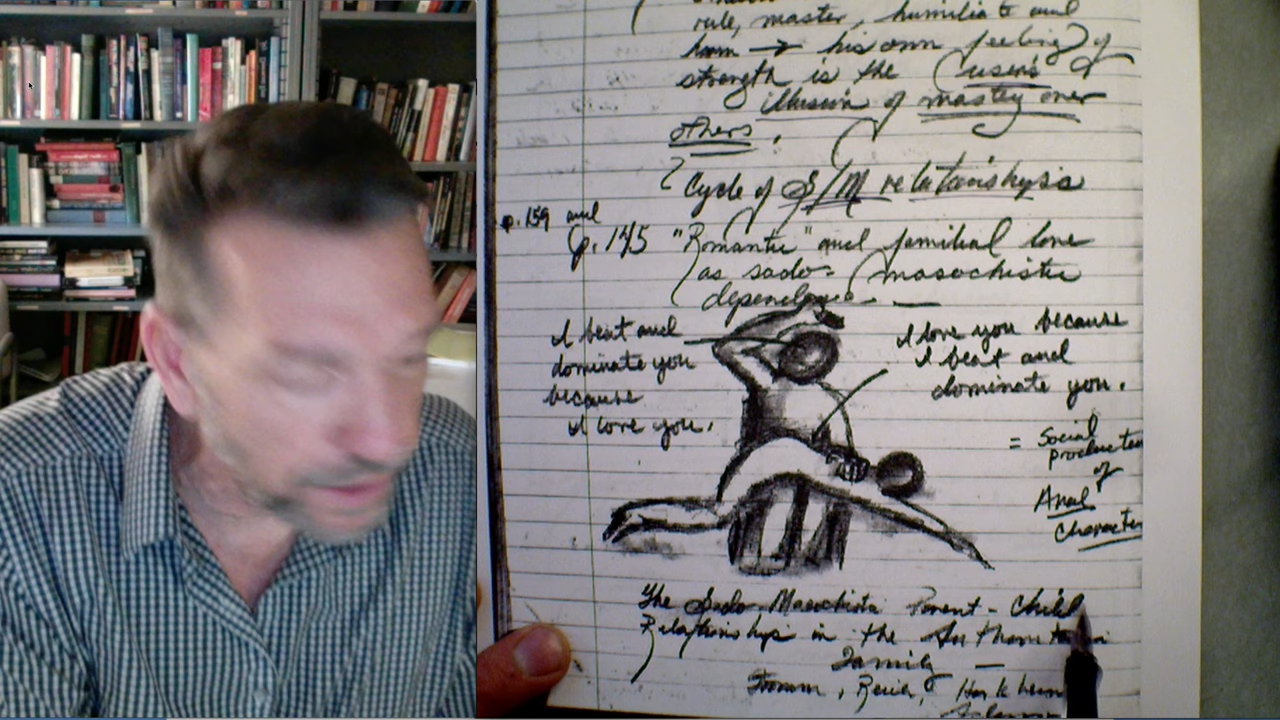 rule, master, humiliate and
harm → his own feeling of
strength is the user's
illusion of mastery over
others.
Cycle of S/M relationships
p. 159 and
p. 145 "Romantic" and familial love
as sado-masochistic
dependence —
I beat and
dominate you
because
I love you.
I love you because
I beat and
dominate you.
= Social
production
of
Anal
Character
The Sado-Masochistic Parent-Child
Relationships in the Authoritarian
Family —
Fromm, Reich, Horkheim
Adorno